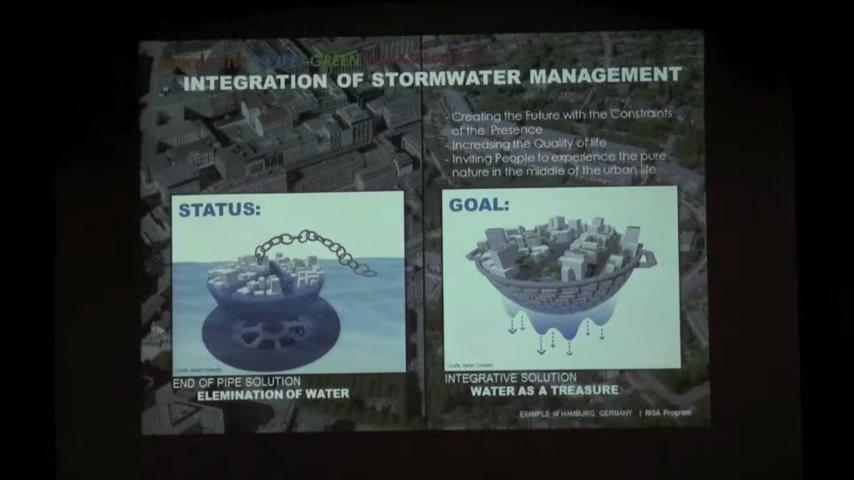 -GREEN
INTEGRATION OF STORMWATER MANAGEMENT
- Creating the Future with the Constraints
of the Presence
- Increasing the Quality of life
- Inviting People to experience the pure
nature in the middle of the urban life
STATUS:
GOAL:
END OF PIPE SOLUTION
ELEMINATION OF WATER
INTEGRATIVE SOLUTION
WATER AS A TREASURE
EXAMPLE of HAMBURG, GERMANY | RISA Program